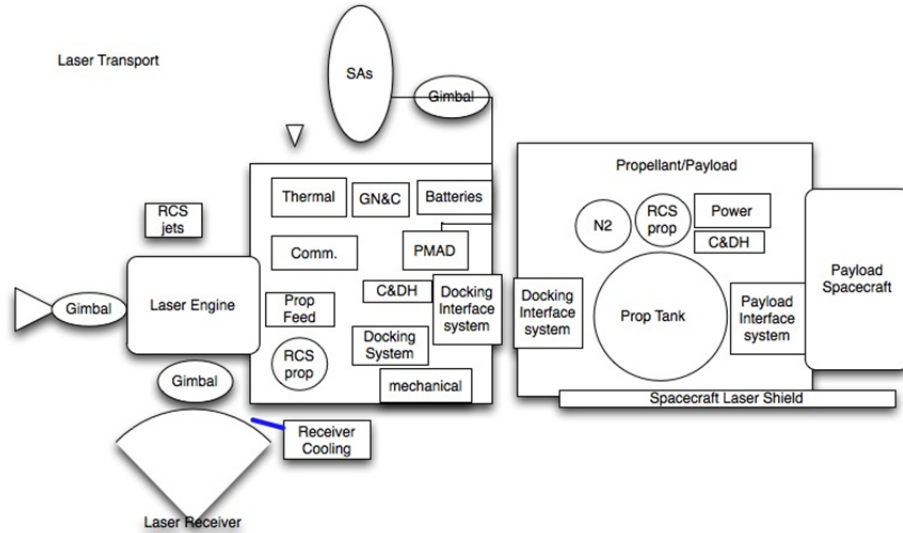 Laser Transport
SAs
Gimbal
Propellant/Payload
Thermal
GN&C
Batteries
RCS
jets
Comm.
PMAD
N2
RCS
prop
Power
C&DH
Payload
Spacecraft
Gimbal
Laser Engine
Prop
Feed
C&DH
Docking
Interface
system
Docking
Interface
system
Prop Tank
Payload
Interface
system
RCS
prop
Docking
System
mechanical
Gimbal
Spacecraft Laser Shield
Receiver
Cooling
Laser Receiver